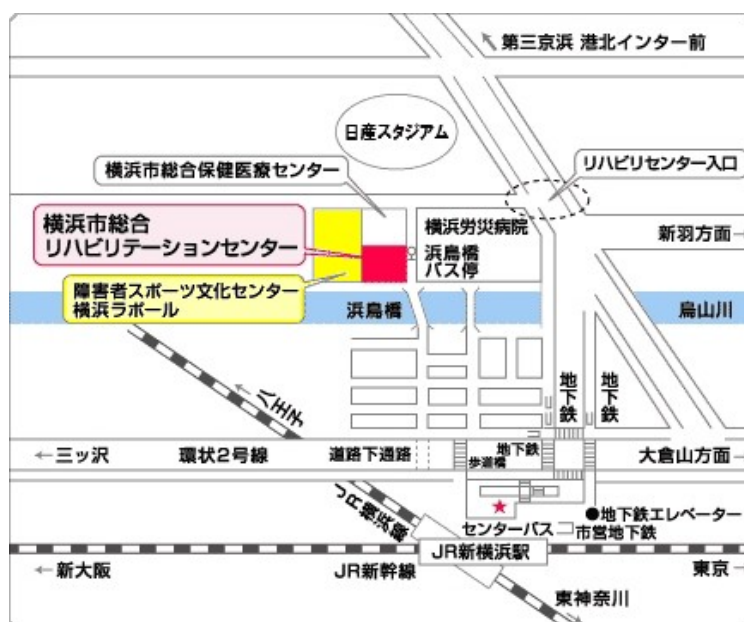 第三京浜 港北インター前
日産スタジアム
横浜市総合保健医療センター
リハビリセンター入口
横浜市総合
リハビリテーションセンター
横浜労災病院
浜鳥橋
バス停
新羽方面
障害者スポーツ文化センター
横浜ラポール
浜鳥橋
鳥山川
八王子
地下鉄
地下鉄
三ッ沢
環状2号線
道路下通路
地下鉄
歩道橋
大倉山方面
JR横浜線
地下鉄エレベーター
センターバス
市営地下鉄
JR新横浜駅
新大阪
JR新幹線
東京
東神奈川